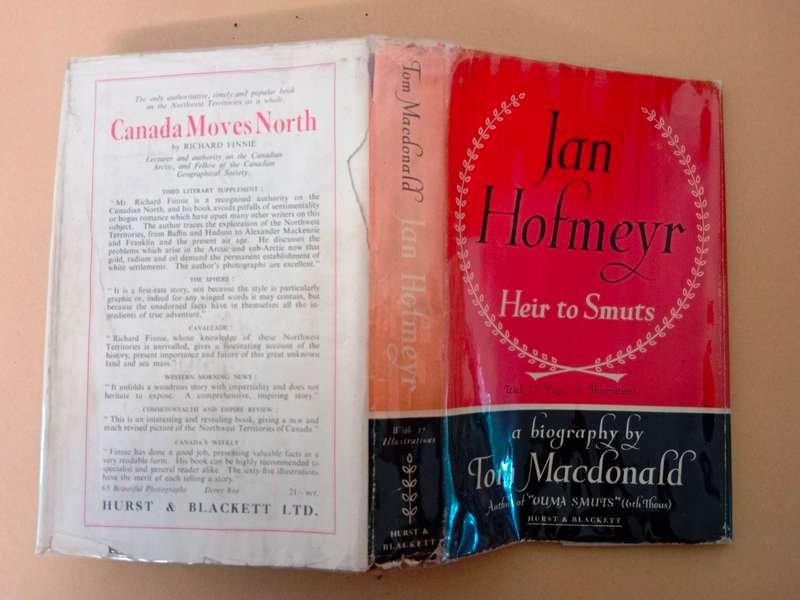 The only authoritative, timely and popular book
on the Northwest Territories as a whole.
Canada Moves North
by RICHARD FINNIE
Lecturer and authority on the Canadian
Arctic, and Fellow of the Canadian
Geographical Society.
TIMES LITERARY SUPPLEMENT :
"Mr. Richard Finnie is a recognised authority on the
Canadian North, and his book avoids pitfalls of sentimentality
or bogus romance which have upset many other writers on this
subject. The author traces the exploration of the Northwest
Territories, from Baffin and Hudson to Alexander Mackenzie
and Franklin and the present air age. He discusses the
problems which arise in the Arctic and sub-Arctic now that
gold, radium and oil demand the permanent establishment of
white settlements. The author's photographs are excellent."
THE SPHERE :
"It is a first-rate story, not because the style is particularly
graphic or, indeed for any winged words it may contain, but
because the unadorned facts have in themselves all the in-
gredients of true adventure."
CAVALCADE :
"Richard Finnie, whose knowledge of these Northwest
Territories is unrivalled, gives a fascinating account of the
history, present importance and future of this great unknown
land and sea mass."
WESTERN MORNING NEWS :
"It unfolds a wondrous story with impartiality and does not
hesitate to expose. A comprehensive, inspiring story."
COMMONWEALTH AND EMPIRE REVIEW :
"This is an interesting and revealing book, giving a new and
much revised picture of the Northwest Territories of Canada"
CANADA'S WEEKLY :
"Finnie has done a good job, presenting valuable facts in a
very readable form. His book can be highly recommended to
specialist and general reader alike. The sixty-five illustrations
have the merit of each telling a story."
65 Beautiful Photographs Demy 8vo 21/- net.
HURST & BLACKETT LTD.
Tom Macdonald
Jan Hofmeyr
With 17
Illustrations
HURST &
BLACKETT
Jan
Hofmeyr
Heir to Smuts
With 17 Pages of Illustrations
a biography by
Tom Macdonald
Author of "OUMA SMUTS" (6th Thous)
HURST & BLACKETT